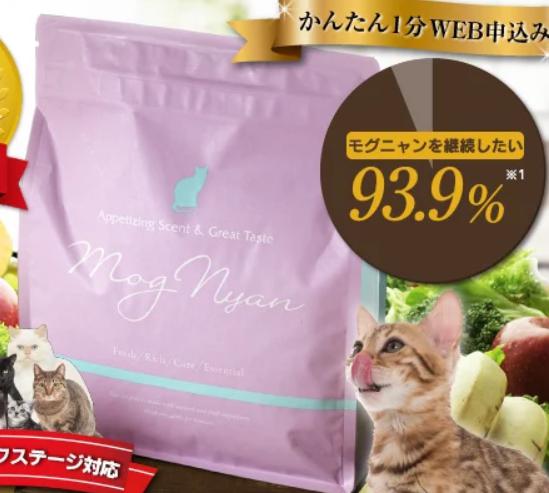 かんたん1分WEB申込み
モグニャンを継続したい
93.9%※1
Appetizing Scent & Great Taste
Mog Nyan
Fresh/Rich/Care/Essential
フステージ対応